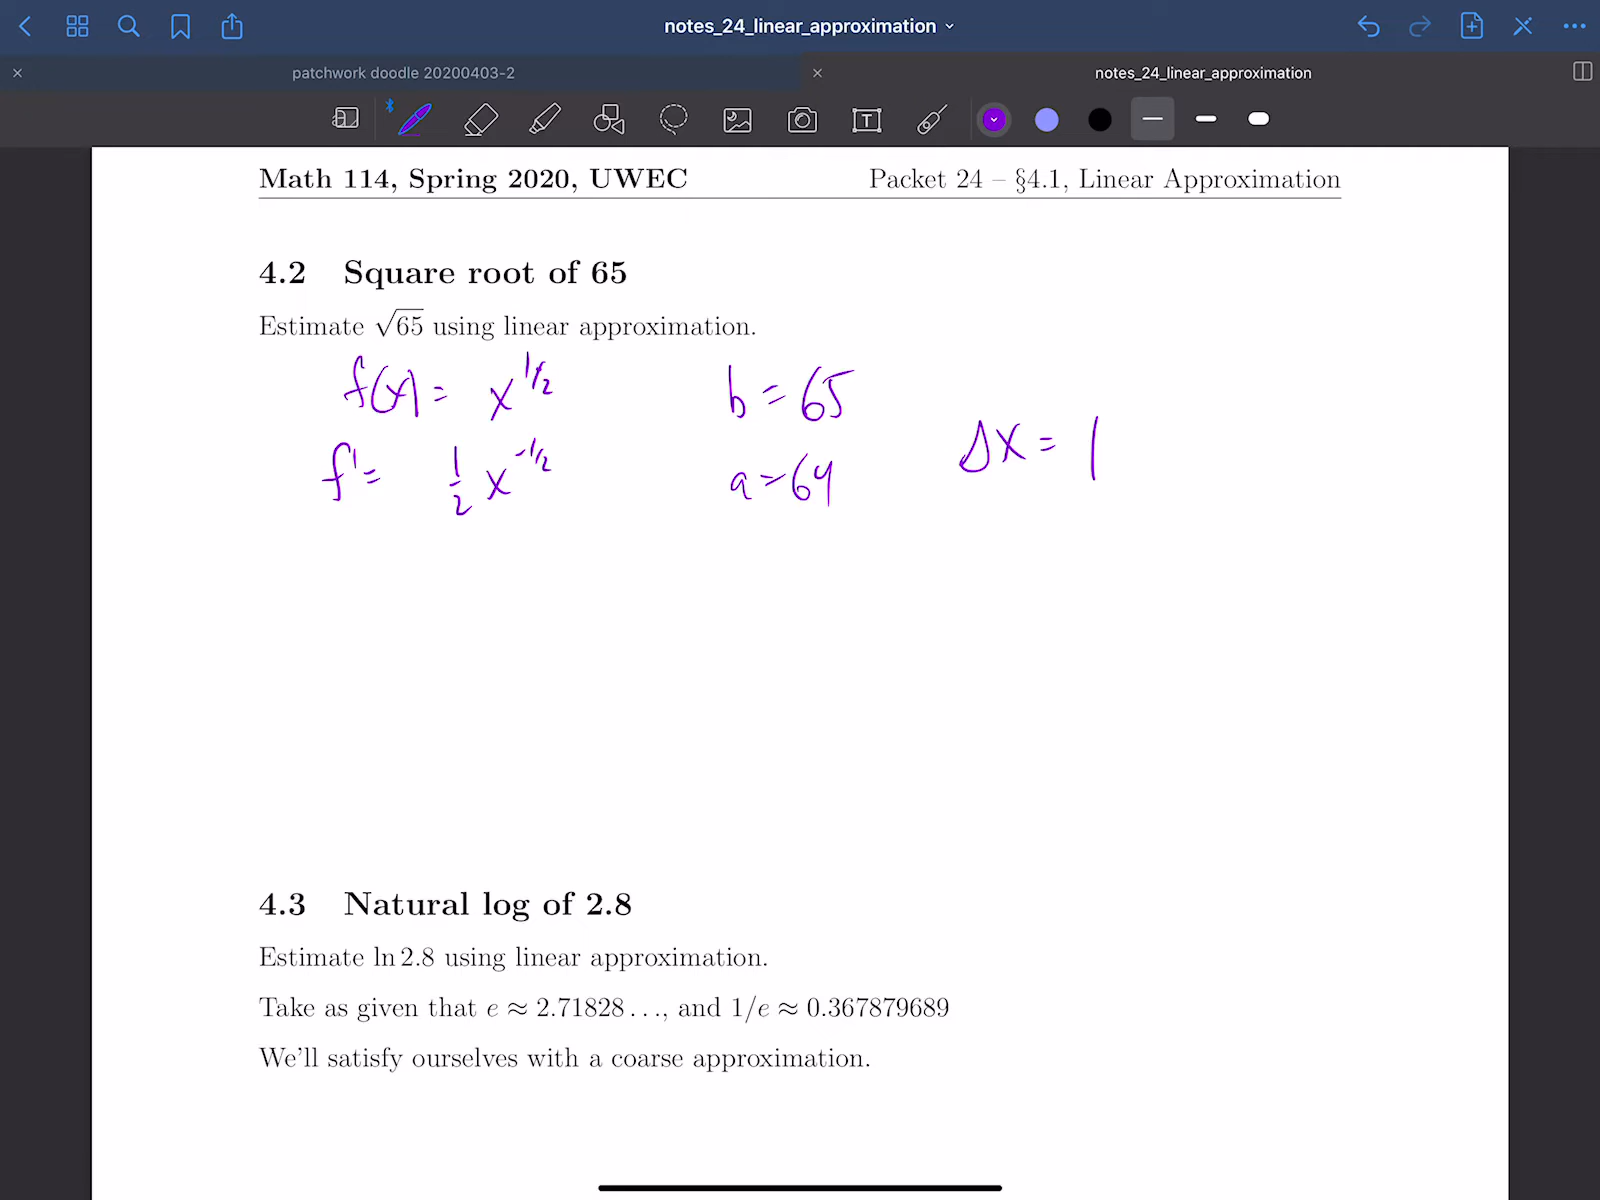 notes_24_linear_approximation
patchwork doodle 20200403-2
notes_24_linear_approximation
Math 114, Spring 2020, UWEC
Packet 24 – §4.1, Linear Approximation
4.2 Square root of 65
Estimate √65 using linear approximation.
f(x) = x^{1/2}
b = 65
Δx = 1
f' = 1/2 x^{-1/2}
a = 64
4.3 Natural log of 2.8
Estimate ln 2.8 using linear approximation.
Take as given that e ≈ 2.71828 . . ., and 1/e ≈ 0.367879689
We'll satisfy ourselves with a coarse approximation.